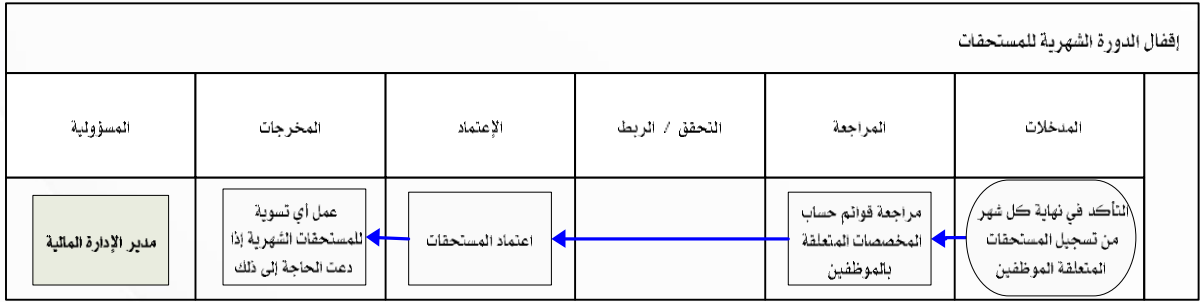 إقفال الدورة الشهرية للمستحقات
المدخلات
المراجعة
التحقق / الربط
الإعتماد
المخرجات
المسؤولية
التأكد في نهاية كل شهر
من تسجيل المستحقات
المتعلقة الموظفين
مراجعة قوائم حساب
المخصصات المتعلقة
بالموظفين
اعتماد المستحقات
عمل أي تسوية
للمستحقات الشهرية إذا
دعت الحاجة إلى ذلك
مدير الإدارة المالية